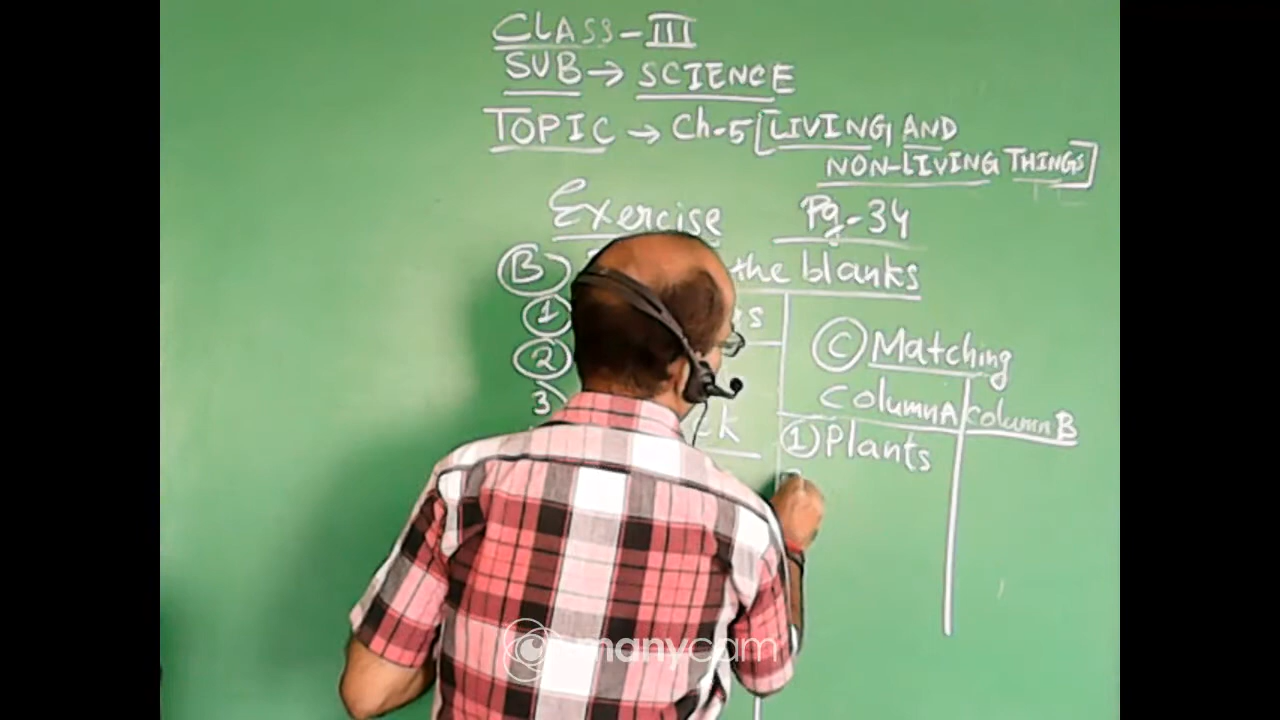 CLASS-III
SUB → SCIENCE
TOPIC → Ch-5 [LIVING AND
NON-LIVING THINGS]
Exercise Pg-34
B the blanks
1
2
3
C Matching
Column A Column B
1) Plants
manycam